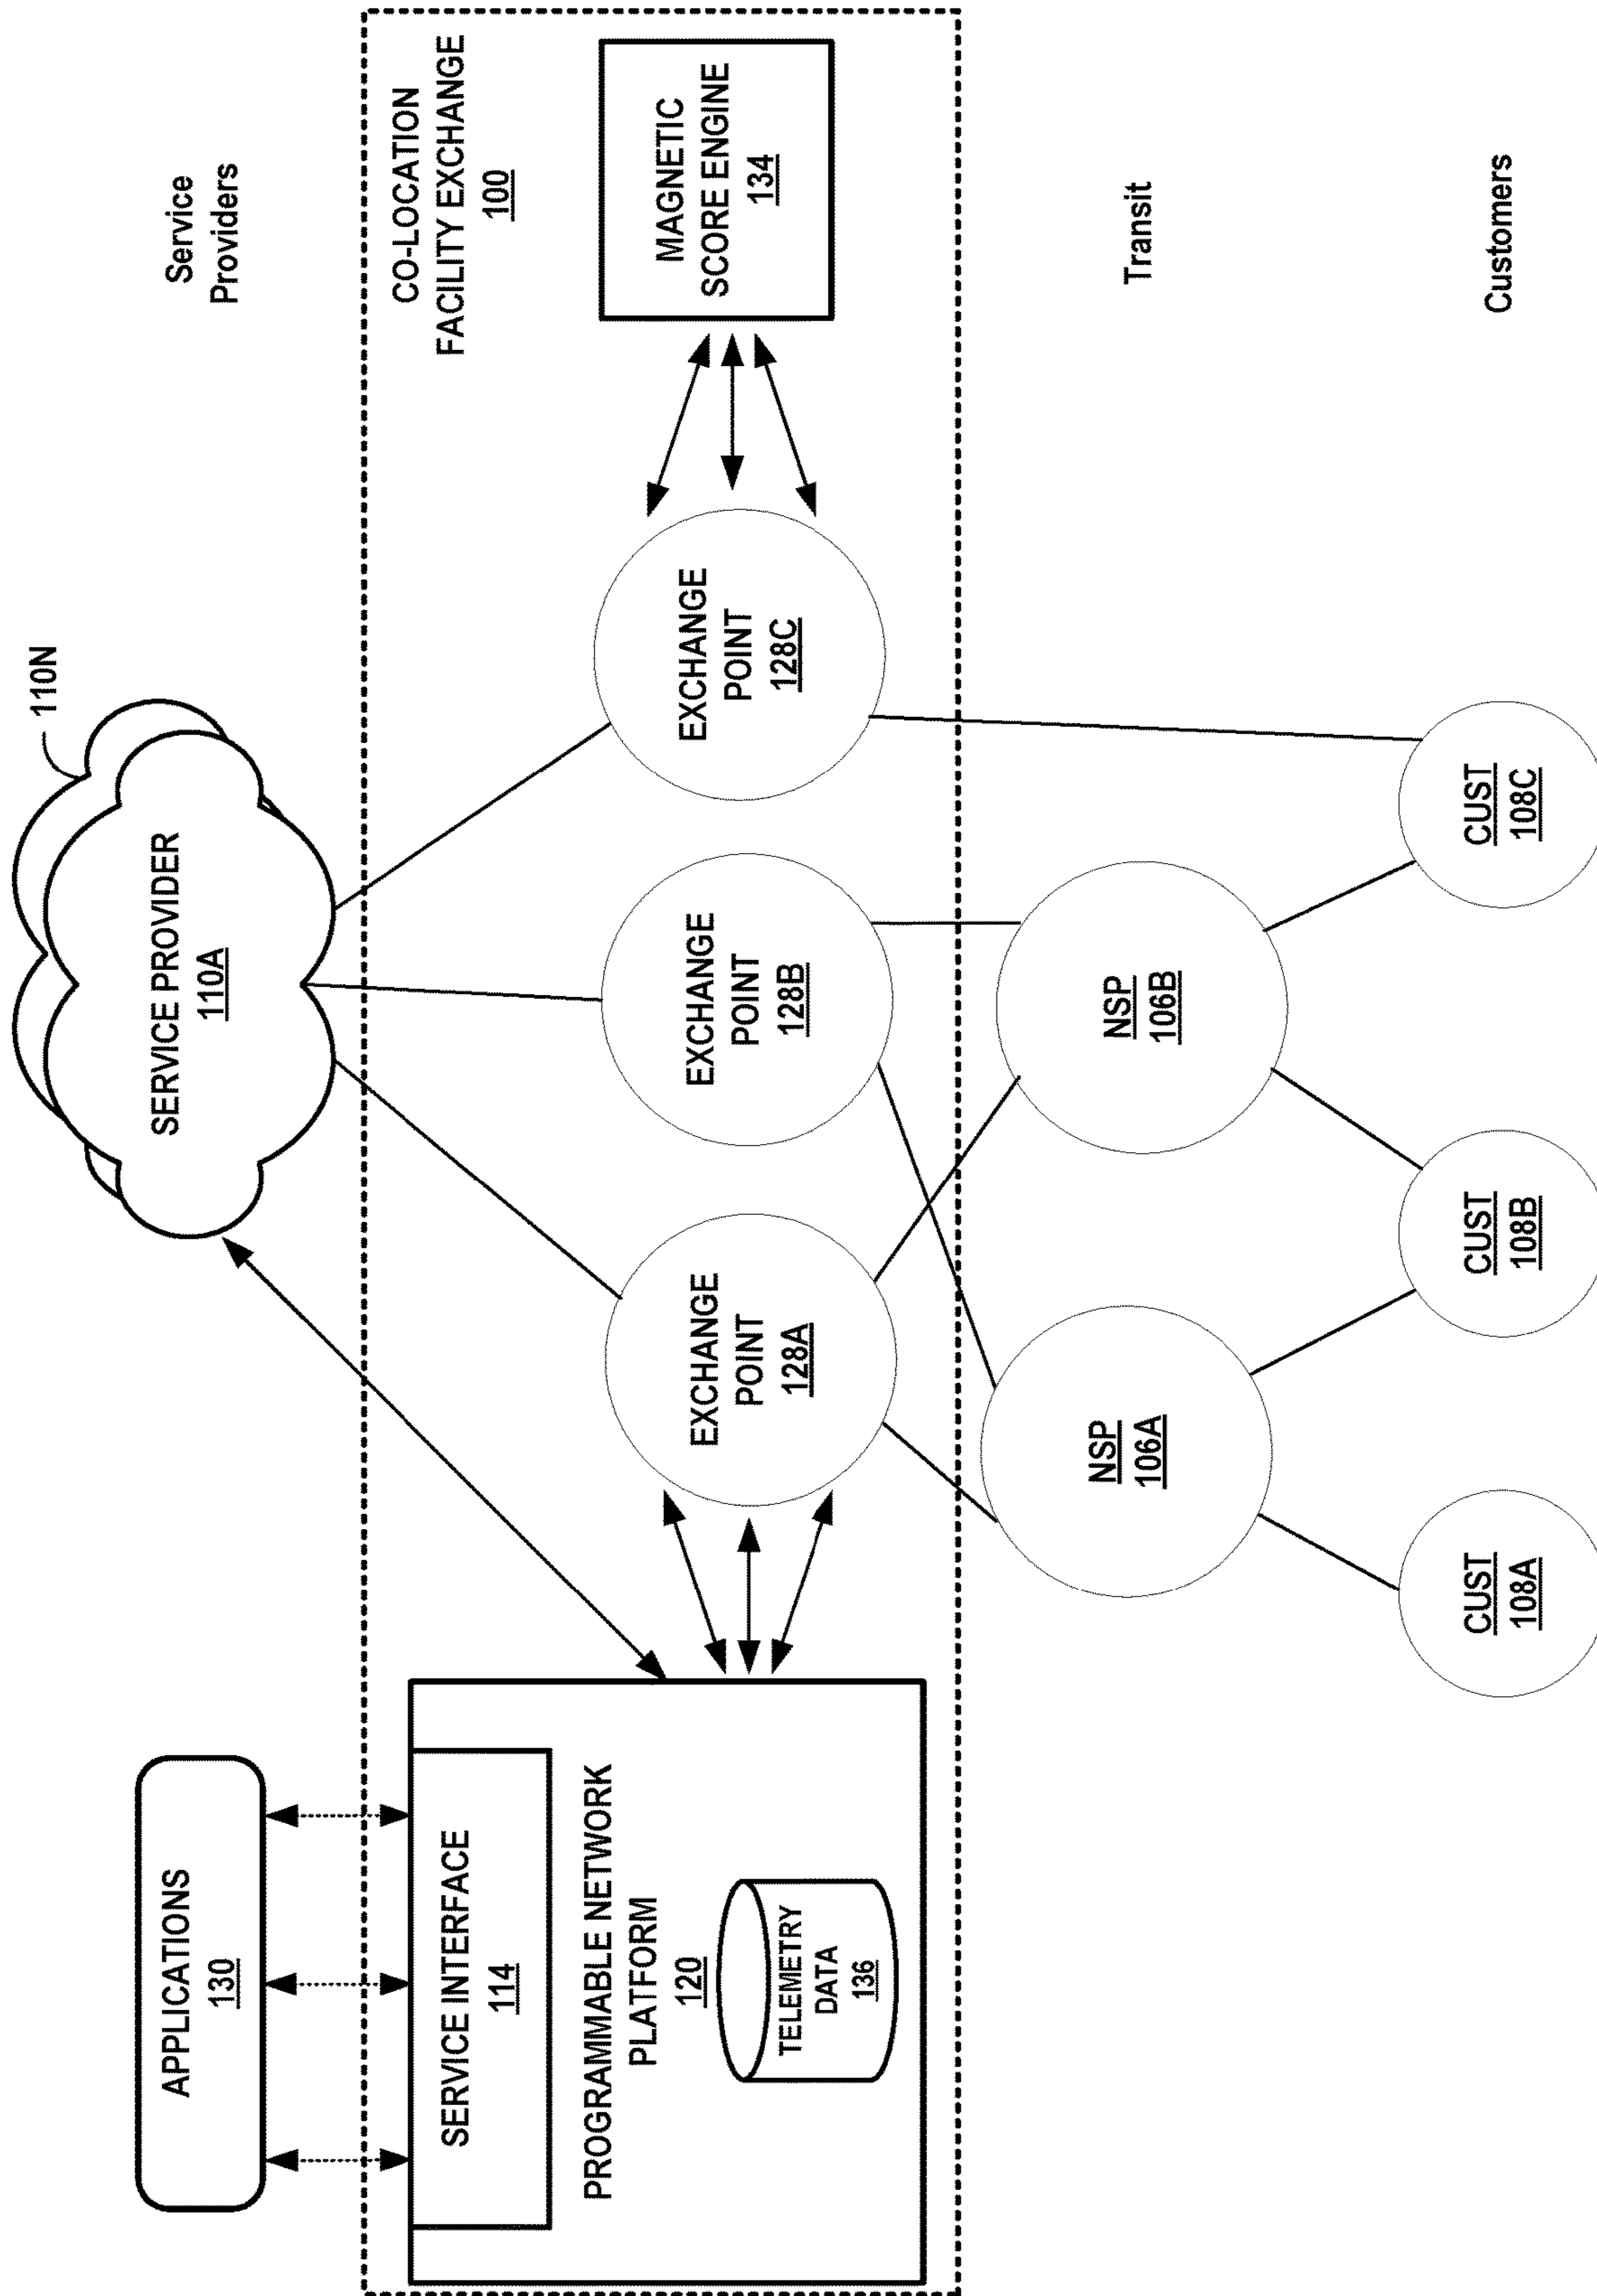 APPLICATIONS
130
SERVICE PROVIDER
110A
110N
Service
Providers
CO-LOCATION
FACILITY EXCHANGE
100
SERVICE INTERFACE
114
PROGRAMMABLE NETWORK
PLATFORM
120
TELEMETRY
DATA
136
EXCHANGE
POINT
128A
EXCHANGE
POINT
128B
EXCHANGE
POINT
128C
MAGNETIC
SCORE ENGINE
134
NSP
106A
NSP
106B
Transit
CUST
108A
CUST
108B
CUST
108C
Customers